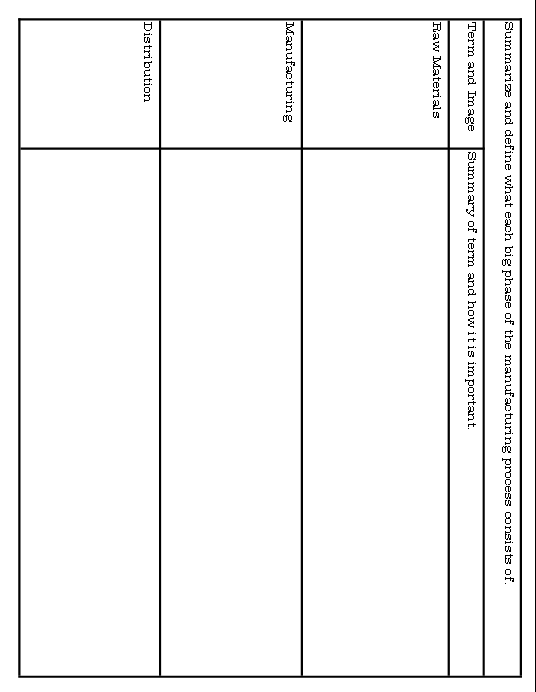 Summarize and define what each big phase of the manufacturing process consists of.
Term and Image
Summary of term and how it is important.
Raw Materials
Manufacturing
Distribution